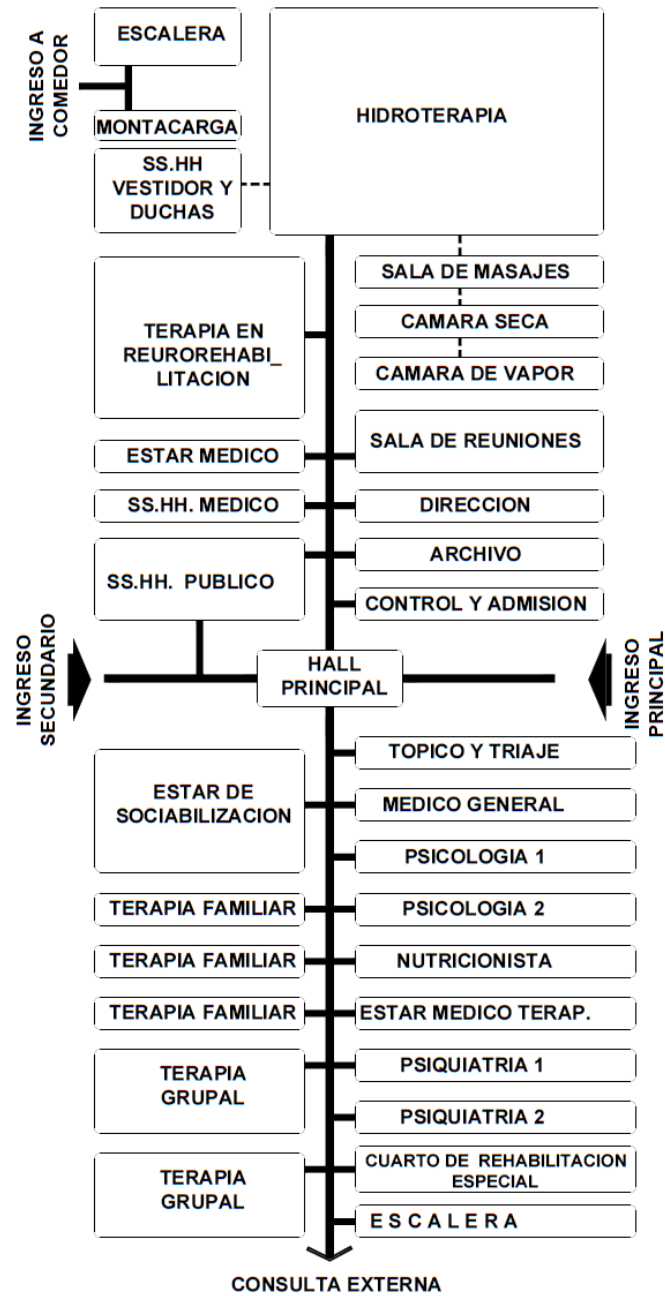 INGRESO A
COMEDOR
ESCALERA
MONTACARGA
SS.HH
VESTIDOR Y
DUCHAS
HIDROTERAPIA
SALA DE MASAJES
CAMARA SECA
CAMARA DE VAPOR
TERAPIA EN
REUROREHABI_
LITACION
ESTAR MEDICO
SALA DE REUNIONES
SS.HH. MEDICO
DIRECCION
SS.HH. PUBLICO
ARCHIVO
CONTROL Y ADMISION
INGRESO
SECUNDARIO
HALL
PRINCIPAL
INGRESO
PRINCIPAL
TOPICO Y TRIAJE
ESTAR DE
SOCIABILIZACION
MEDICO GENERAL
PSICOLOGIA 1
TERAPIA FAMILIAR
PSICOLOGIA 2
TERAPIA FAMILIAR
NUTRICIONISTA
TERAPIA FAMILIAR
ESTAR MEDICO TERAP.
TERAPIA
GRUPAL
PSIQUIATRIA 1
PSIQUIATRIA 2
TERAPIA
GRUPAL
CUARTO DE REHABILITACION
ESPECIAL
ESCALERA
CONSULTA EXTERNA